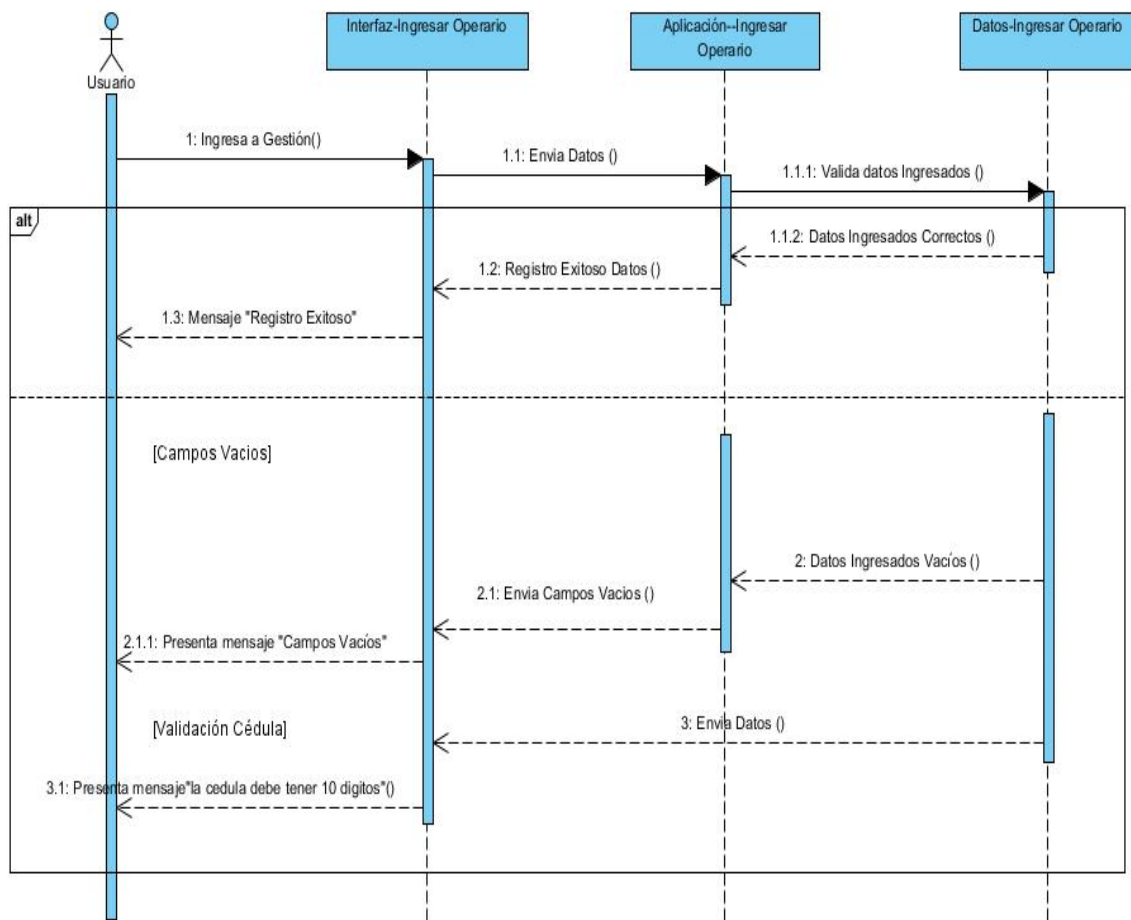 Interfaz-Ingresar Operario
Aplicación--Ingresar
Operario
Datos-Ingresar Operario
Usuario
1: Ingresa a Gestión()
1.1: Envia Datos ()
1.1.1: Valida datos Ingresados ()
alt
1.1.2: Datos Ingresados Correctos ()
1.2: Registro Exitoso Datos ()
1.3: Mensaje "Registro Exitoso"
[Campos Vacios]
2: Datos Ingresados Vacíos ()
2.1: Envia Campos Vacios ()
2.1.1: Presenta mensaje "Campos Vacíos"
[Validación Cédula]
3: Envia Datos ()
3.1: Presenta mensaje"la cedula debe tener 10 digitos"()